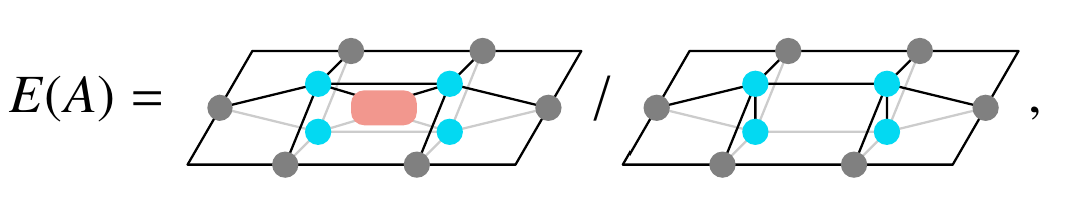 E(A) = / ,